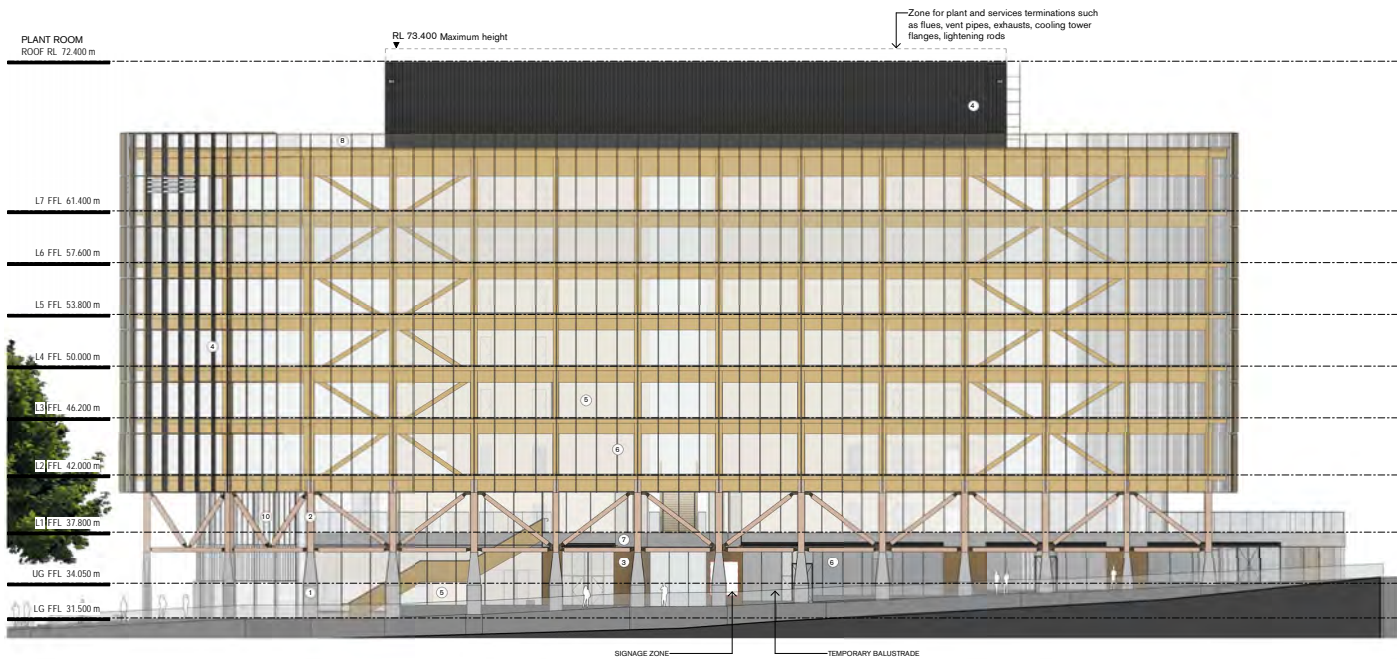 Zone for plant and services terminations such
as flues, vent pipes, exhausts, cooling tower
flanges, lightening rods
PLANT ROOM
ROOF RL 72.400 m
RL 73.400 Maximum height
4
8
L7 FFL 61.400 m
L6 FFL 57.600 m
L5 FFL 53.800 m
4
L4 FFL 50.000 m
5
L3 FFL 46.200 m
6
L2 FFL 42.000 m
10
2
L1 FFL 37.800 m
7
3
6
UG FFL 34.050 m
1
5
LG FFL 31.500 m
SIGNAGE ZONE
TEMPORARY BALUSTRADE